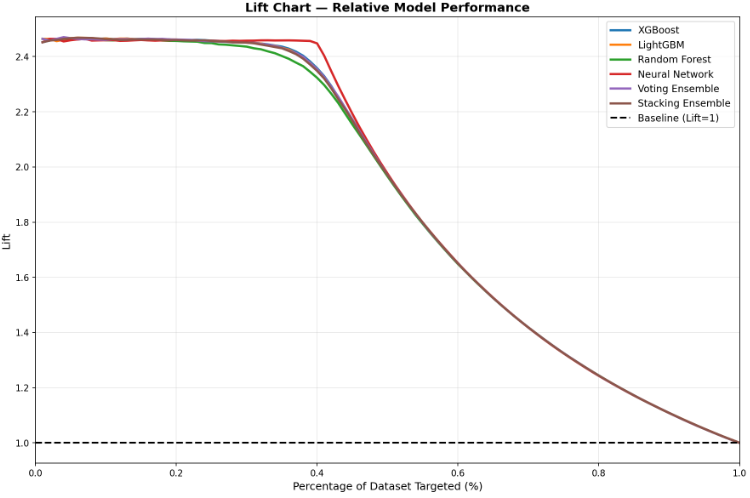 Lift Chart — Relative Model Performance
XGBoost
LightGBM
Random Forest
Neural Network
Voting Ensemble
Stacking Ensemble
Baseline (Lift=1)
2.4
2.2
2.0
1.8
1.6
1.4
1.2
1.0
Lift
0.0 0.2 0.4 0.6 0.8 1.0
Percentage of Dataset Targeted (%)